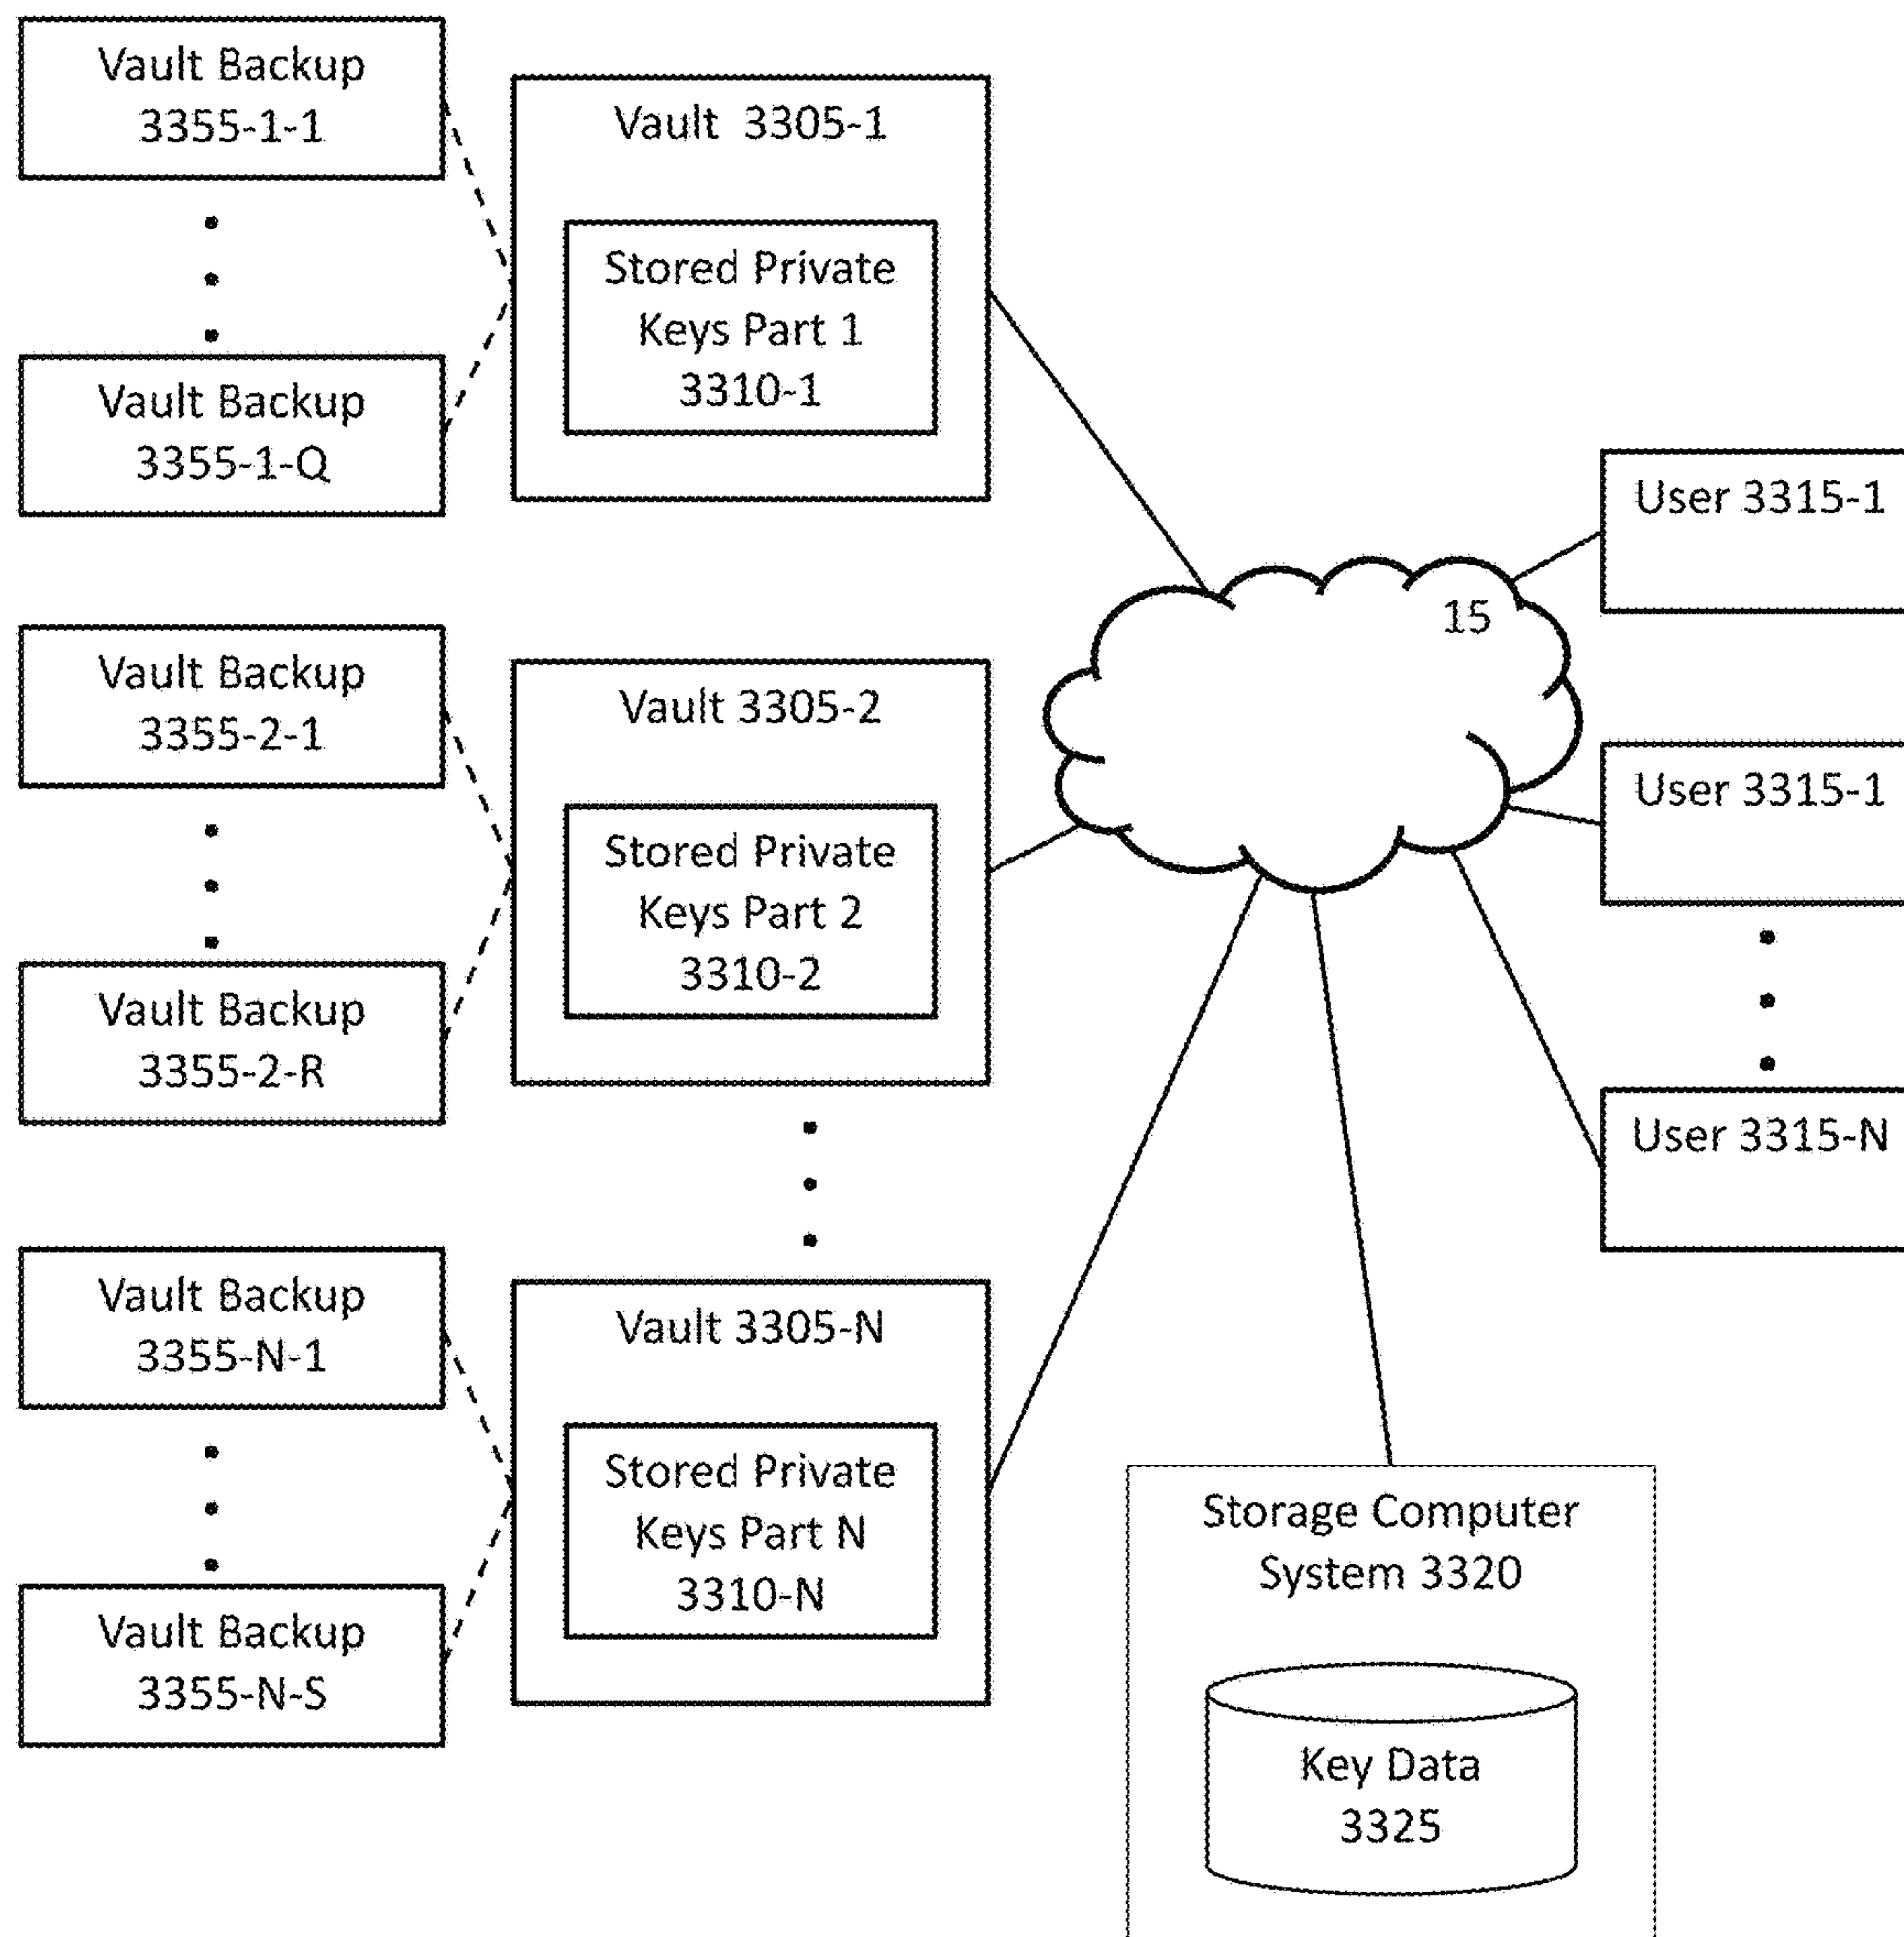 Vault Backup
3355-1-1
Vault Backup
3355-1-Q
Vault 3305-1
Stored Private
Keys Part 1
3310-1
Vault Backup
3355-2-1
Vault Backup
3355-2-R
Vault 3305-2
Stored Private
Keys Part 2
3310-2
Vault Backup
3355-N-1
Vault Backup
3355-N-S
Vault 3305-N
Stored Private
Keys Part N
3310-N
15
User 3315-1
User 3315-1
User 3315-N
Storage Computer
System 3320
Key Data
3325